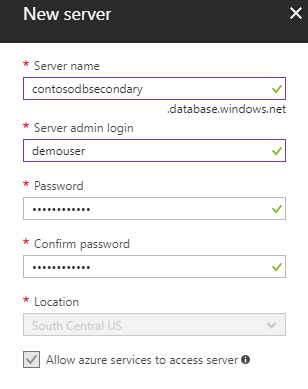 New server
* Server name
contosodbsecondary
.database.windows.net
* Server admin login
demouser
* Password
••••••••••••
* Confirm password
••••••••••••
* Location
South Central US
Allow azure services to access server